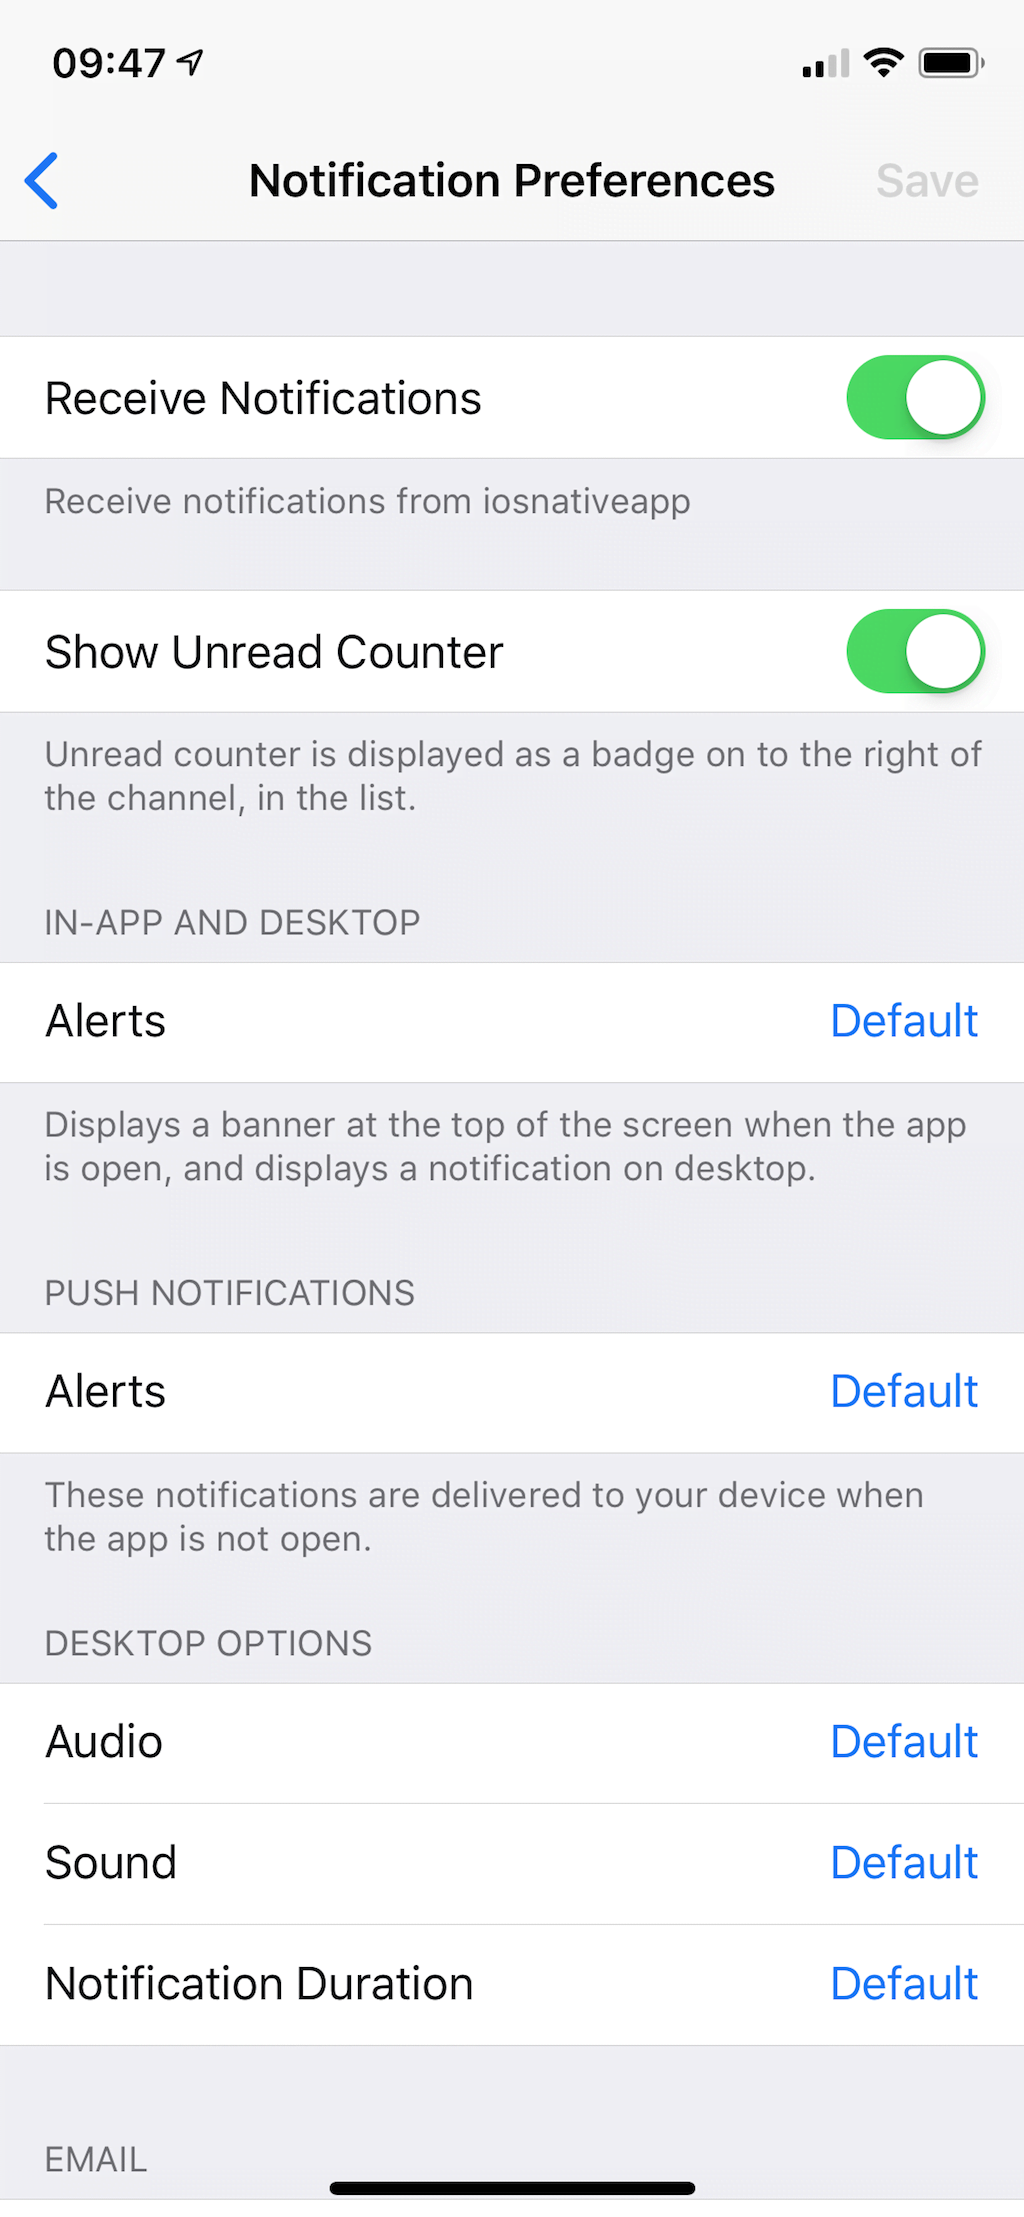 09:47
Notification Preferences Save
Receive Notifications
Receive notifications from iosnativeapp
Show Unread Counter
Unread counter is displayed as a badge on to the right of
the channel, in the list.
IN-APP AND DESKTOP
Alerts Default
Displays a banner at the top of the screen when the app
is open, and displays a notification on desktop.
PUSH NOTIFICATIONS
Alerts Default
These notifications are delivered to your device when
the app is not open.
DESKTOP OPTIONS
Audio Default
Sound Default
Notification Duration Default
EMAIL